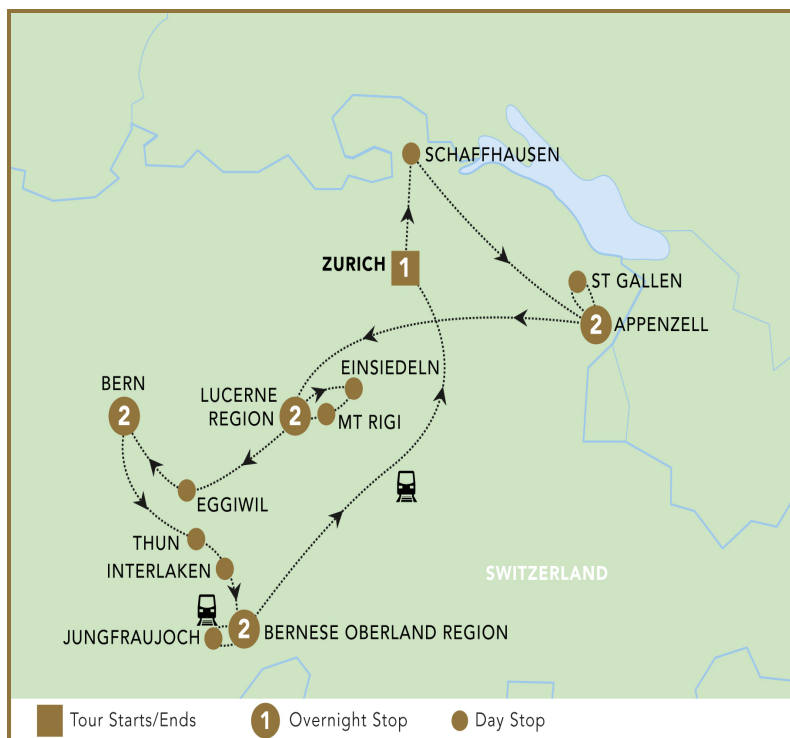 SCHAFFHAUSEN
ZURICH
1
ST GALLEN
2
APPENZELL
EINSIEDELN
BERN
2
LUCERNE
REGION
2
MT RIGI
EGGIWIL
THUN
INTERLAKEN
SWITZERLAND
JUNGFRAUJOCH
2
BERNESE OBERLAND REGION
Tour Starts/Ends
1
Overnight Stop
Day Stop